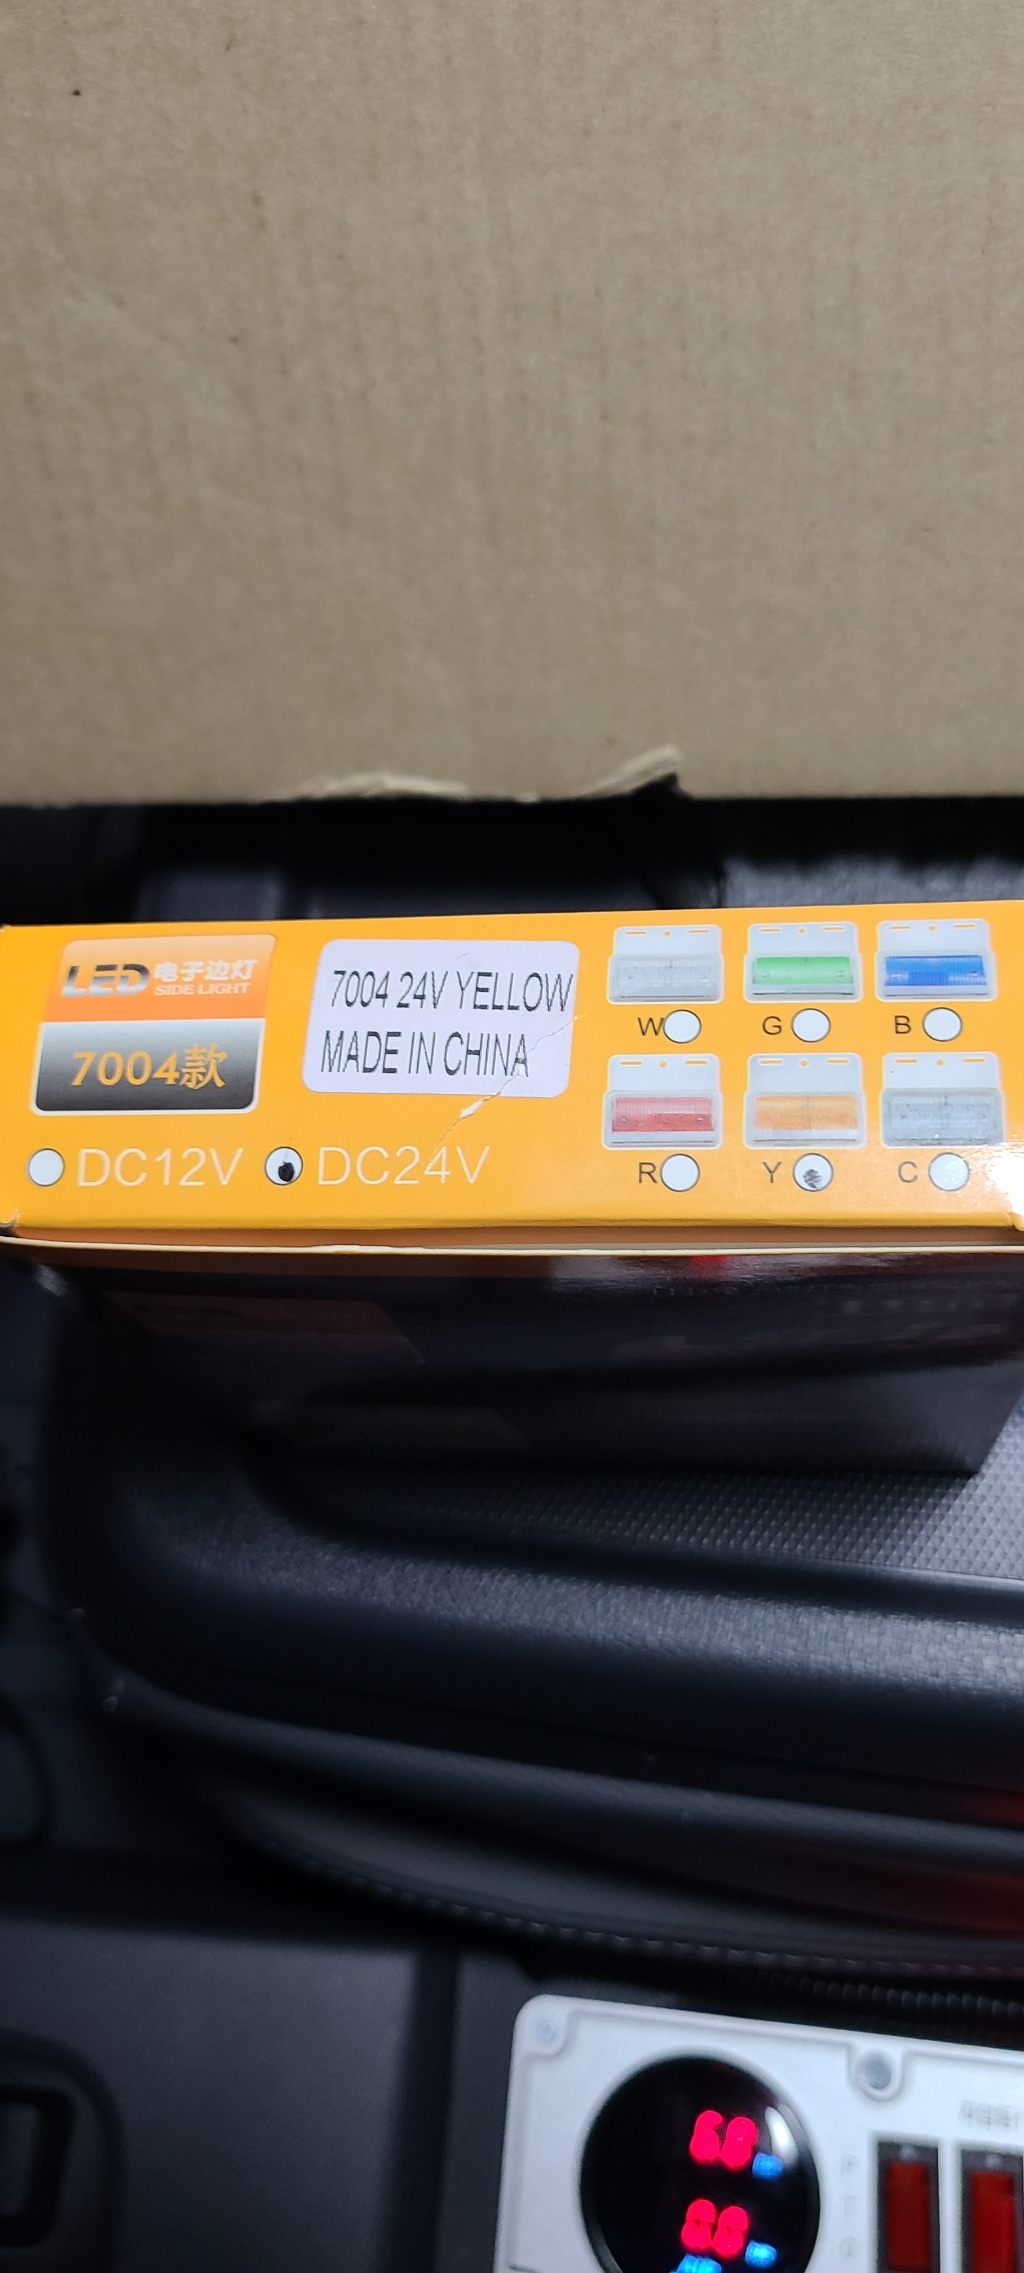 LED 电子边灯
SIDE LIGHT
7004款
7004 24V YELLOW
MADE IN CHINA
DC12V DC24V
W G B
R Y C